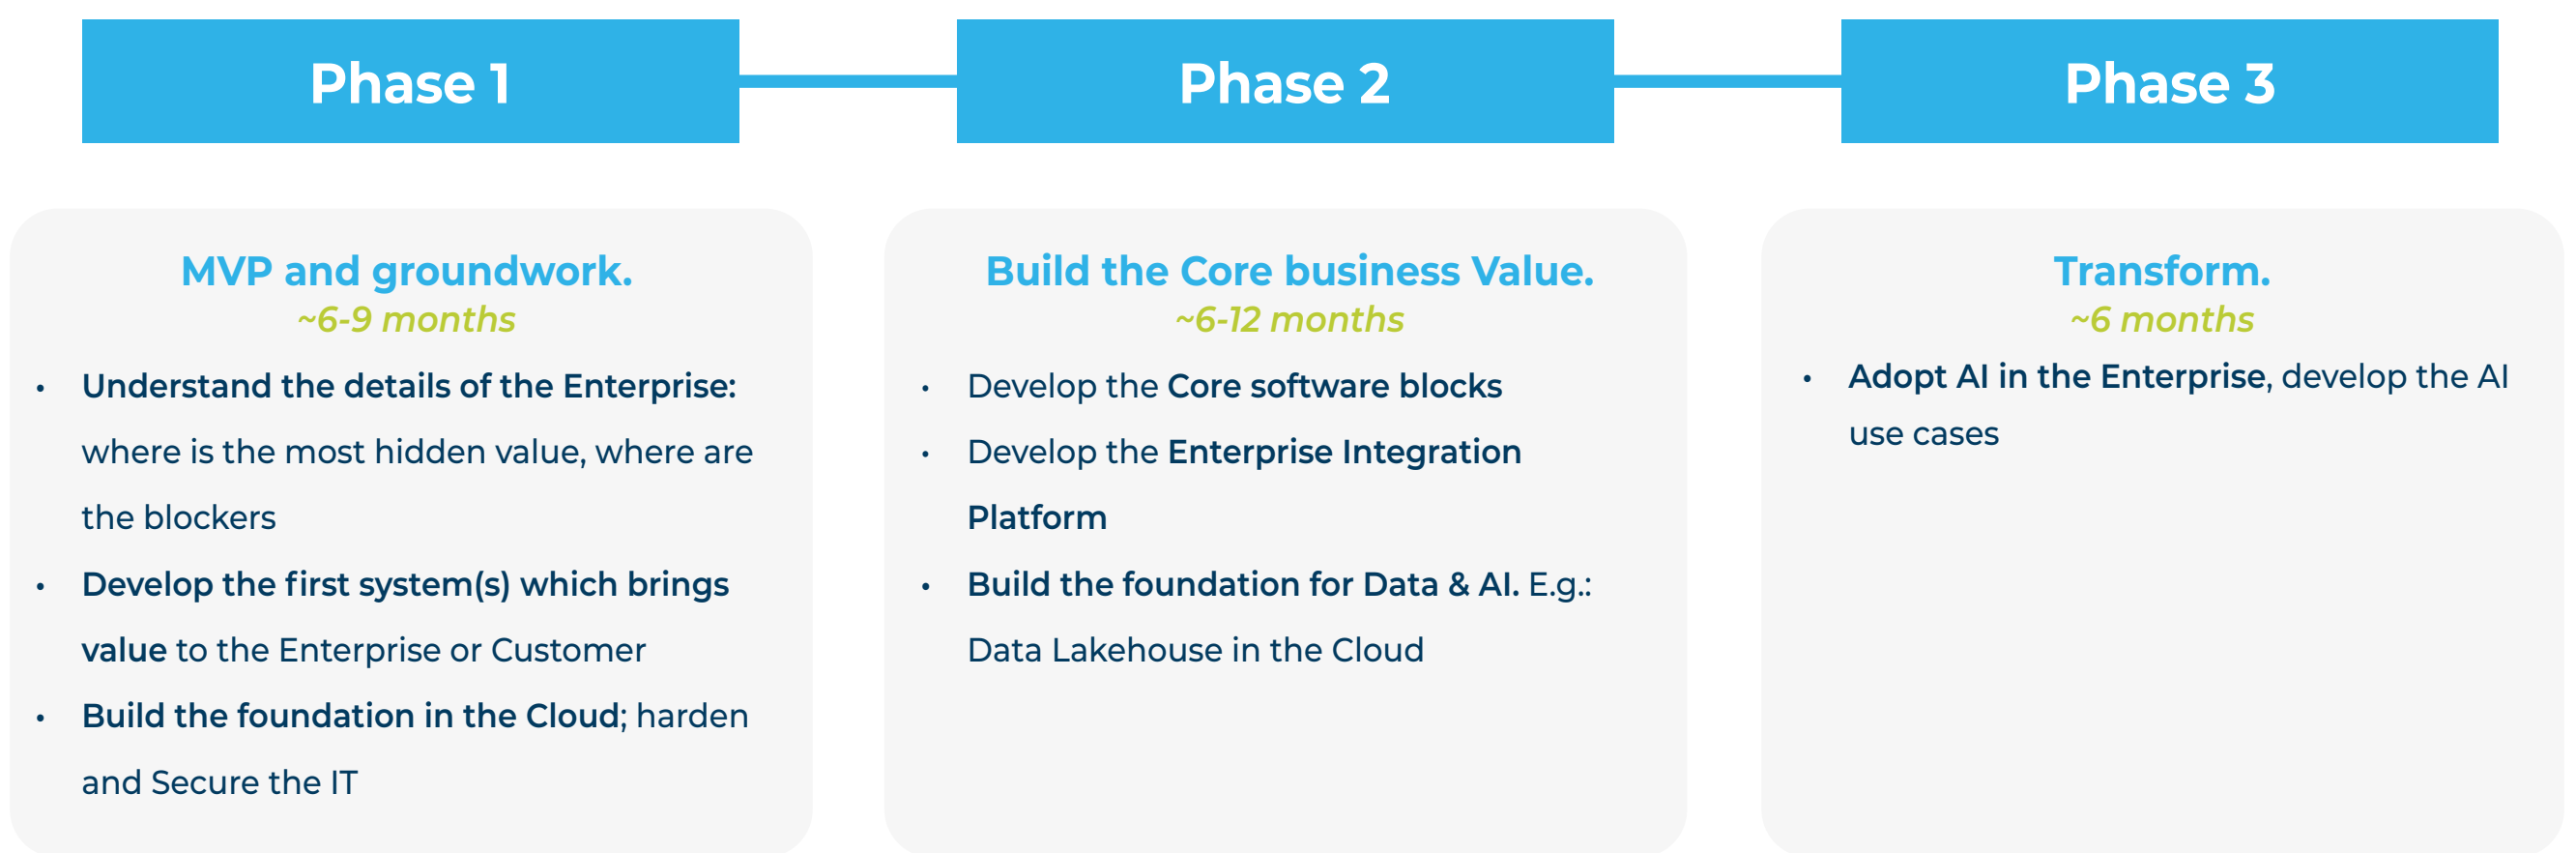 Phase 1
Phase 2
Phase 3
MVP and groundwork.
~6-9 months
• Understand the details of the Enterprise:
where is the most hidden value, where are
the blockers
• Develop the first system(s) which brings
value to the Enterprise or Customer
• Build the foundation in the Cloud; harden
and Secure the IT
Build the Core business Value.
~6-12 months
• Develop the Core software blocks
• Develop the Enterprise Integration
Platform
• Build the foundation for Data & AI. E.g.:
Data Lakehouse in the Cloud
Transform.
~6 months
• Adopt AI in the Enterprise, develop the AI
use cases